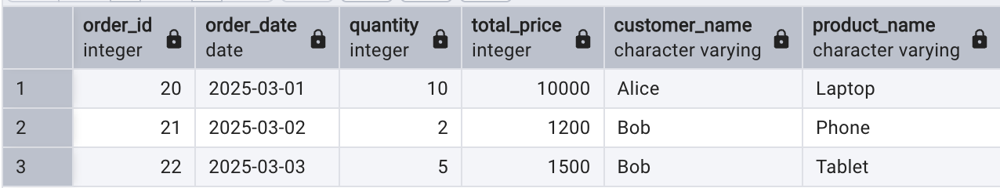 order_id order_date quantity total_price customer_name product_name
integer date integer integer character varying character varying
1 20 2025-03-01 10 10000 Alice Laptop
2 21 2025-03-02 2 1200 Bob Phone
3 22 2025-03-03 5 1500 Bob Tablet